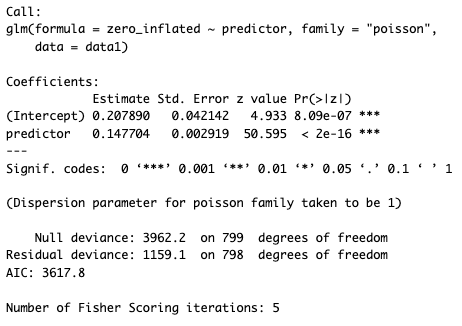 Call:
glm(formula = zero_inflated ~ predictor, family = "poisson",
    data = data1)

Coefficients:
            Estimate Std. Error z value Pr(>|z|)
(Intercept) 0.207890   0.042142   4.933 8.09e-07 ***
predictor   0.147704   0.002919  50.595  < 2e-16 ***
---
Signif. codes:  0 ‘***’ 0.001 ‘**’ 0.01 ‘*’ 0.05 ‘.’ 0.1 ‘ ’ 1

(Dispersion parameter for poisson family taken to be 1)

    Null deviance: 3962.2  on 799  degrees of freedom
Residual deviance: 1159.1  on 798  degrees of freedom
AIC: 3617.8

Number of Fisher Scoring iterations: 5